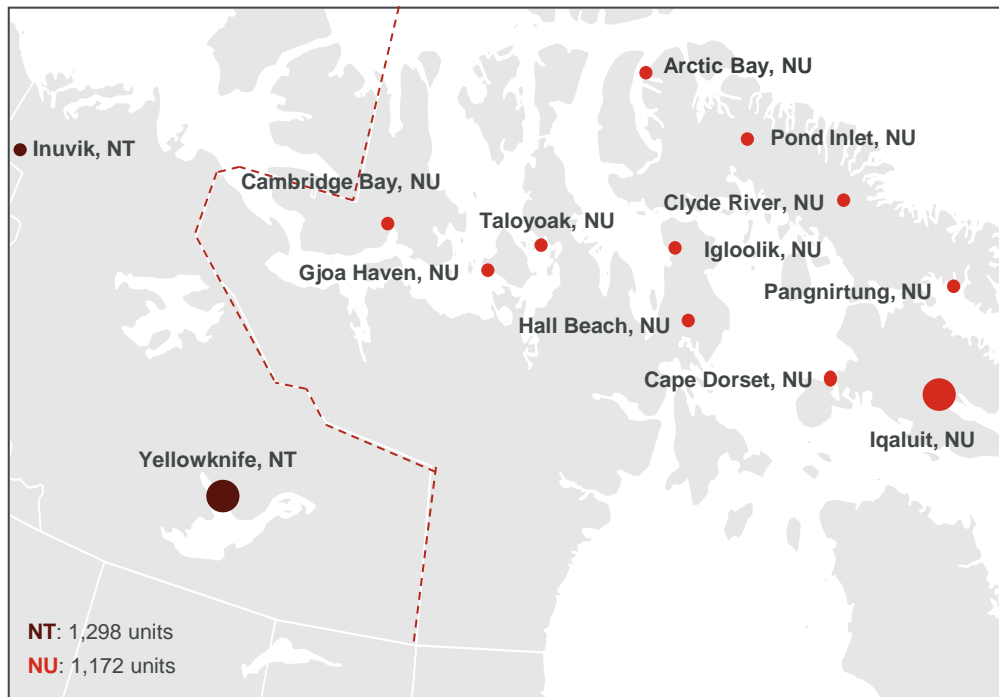 Arctic Bay, NU
Inuvik, NT
Pond Inlet, NU
Cambridge Bay, NU
Clyde River, NU
Taloyoak, NU
Igloolik, NU
Gjoa Haven, NU
Pangnirtung, NU
Hall Beach, NU
Cape Dorset, NU
Iqaluit, NU
Yellowknife, NT
NT: 1,298 units
NU: 1,172 units